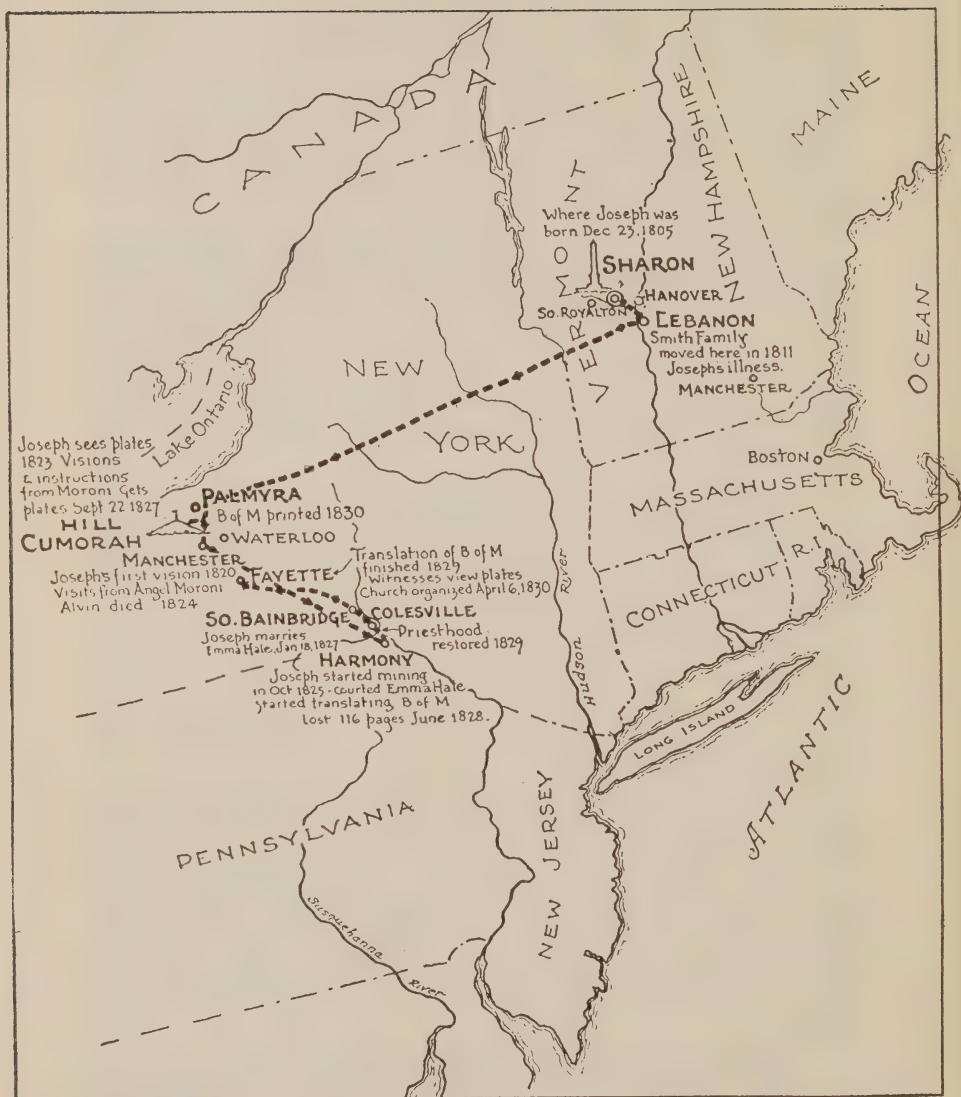 CANADA
MAINE
VERMONT
NEW HAMPSHIRE
Where Joseph was
born Dec 23, 1805
SHARON
HANOVER
So. ROYALTON
LEBANON
Smith Family
moved here in 1811
Joseph's illness.
MANCHESTER
OCEAN
NEW
YORK
Lake Ontario
BOSTON
MASSACHUSETTS
Joseph sees plates
1823 Visions
& instructions
from Moroni Gets
plates Sept 22 1827
PALMYRA
B of M printed 1830
HILL
CUMORAH
WATERLOO
MANCHESTER
Joseph's first vision 1820
Visits from Angel Moroni
Alvin died 1824
FAYETTE
Translation of B of M
finished 1829
Witnesses view plates
Church organized April 6, 1830
R.I.
CONNECTICUT
So. BAINBRIDGE
Joseph marries
Emma Hale, Jan 18, 1827
COLESVILLE
Priesthood
restored 1829
HARMONY
Joseph started mining
in Oct 1825 - courted Emma Hale
started translating B of M
lost 116 pages June 1828.
Hudson
River
LONG ISLAND
ATLANTIC
PENNSYLVANIA
NEW JERSEY
Susquehanna
River